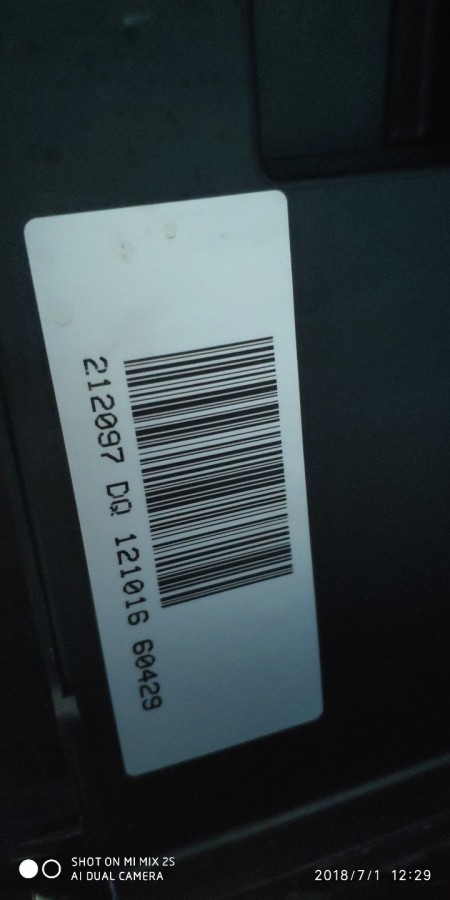 212097 DQ 121016 60429
SHOT ON MI MIX 2S
AI DUAL CAMERA
2018/7/1 12:29